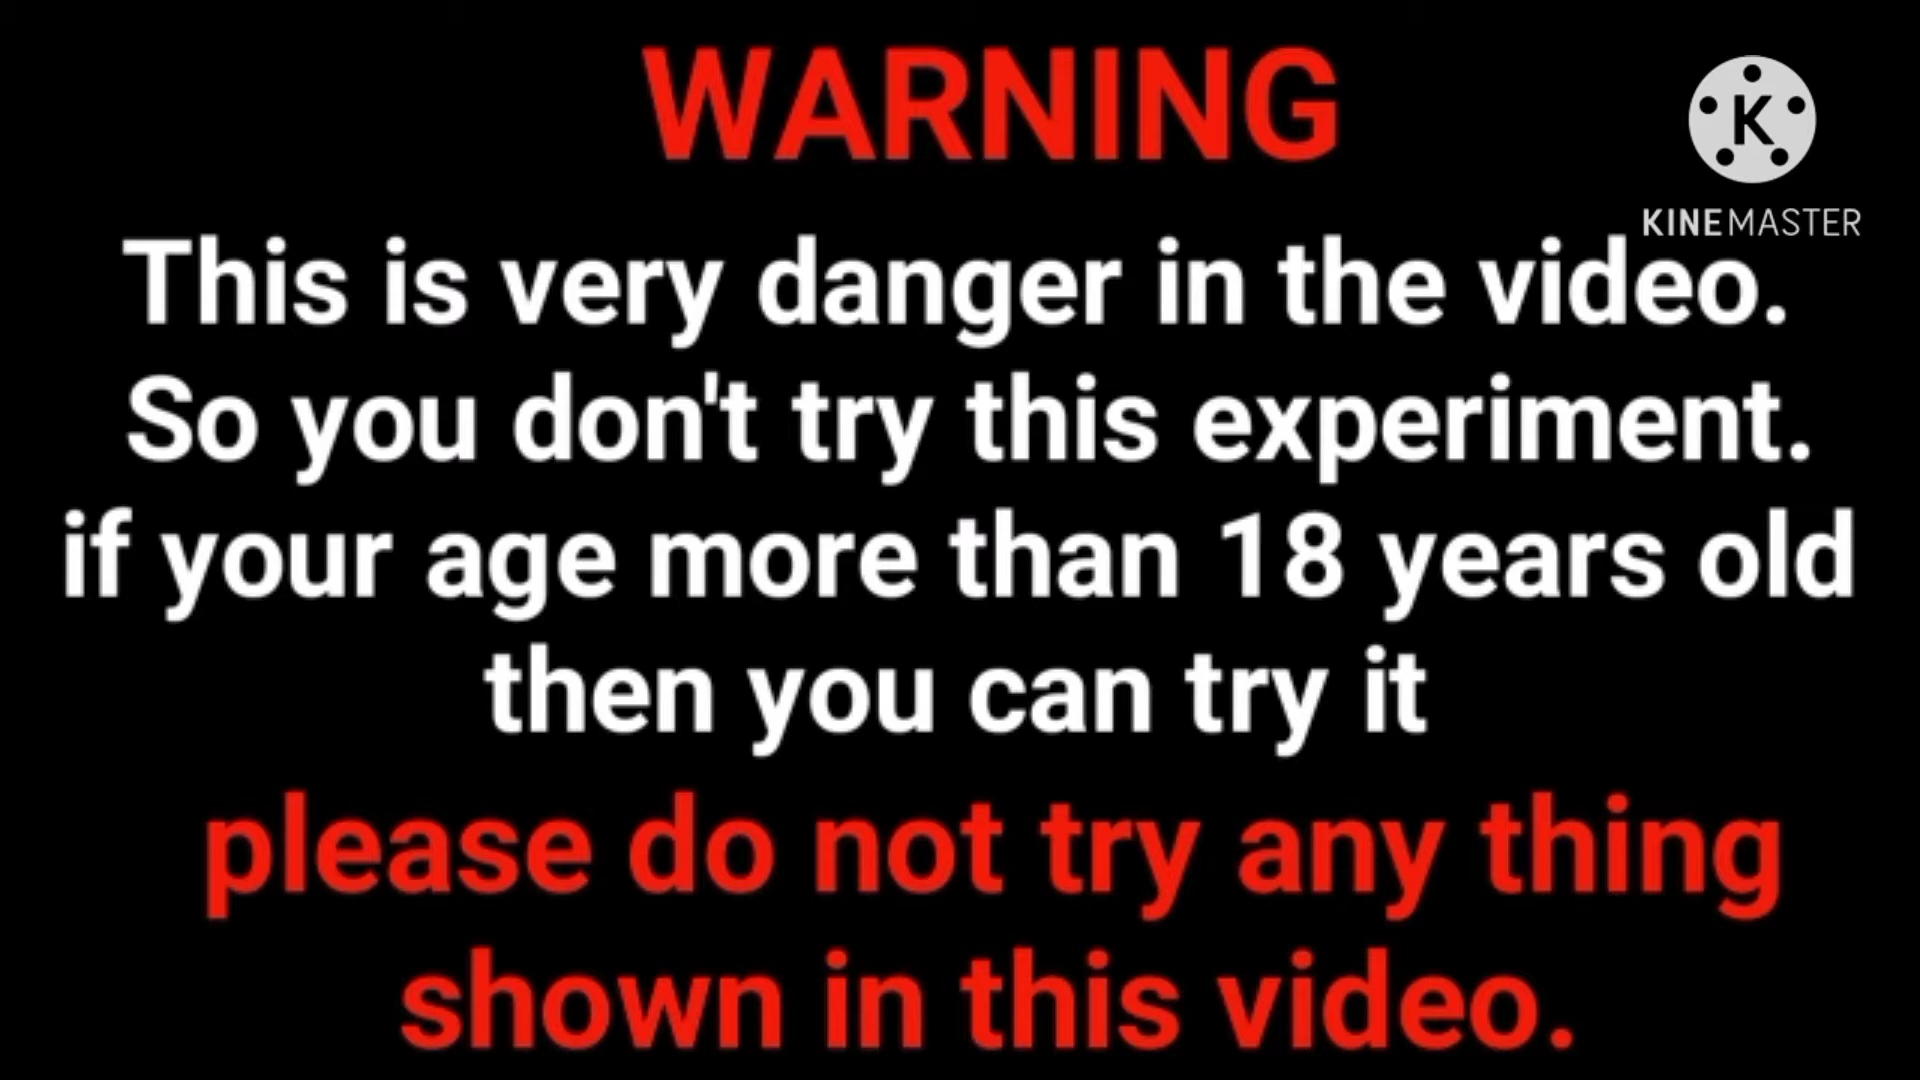 WARNING
K
KINEMASTER
This is very danger in the video.
So you don't try this experiment.
if your age more than 18 years old
then you can try it
please do not try any thing
shown in this video.